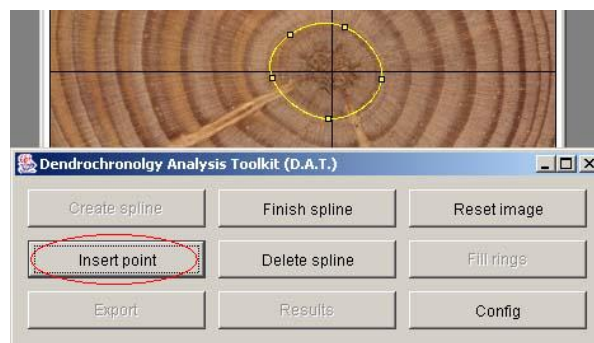 Dendrochronolgy Analysis Toolkit (D.A.T.)
Create spline Finish spline Reset image
Insert point Delete spline Fill rings
Export Results Config